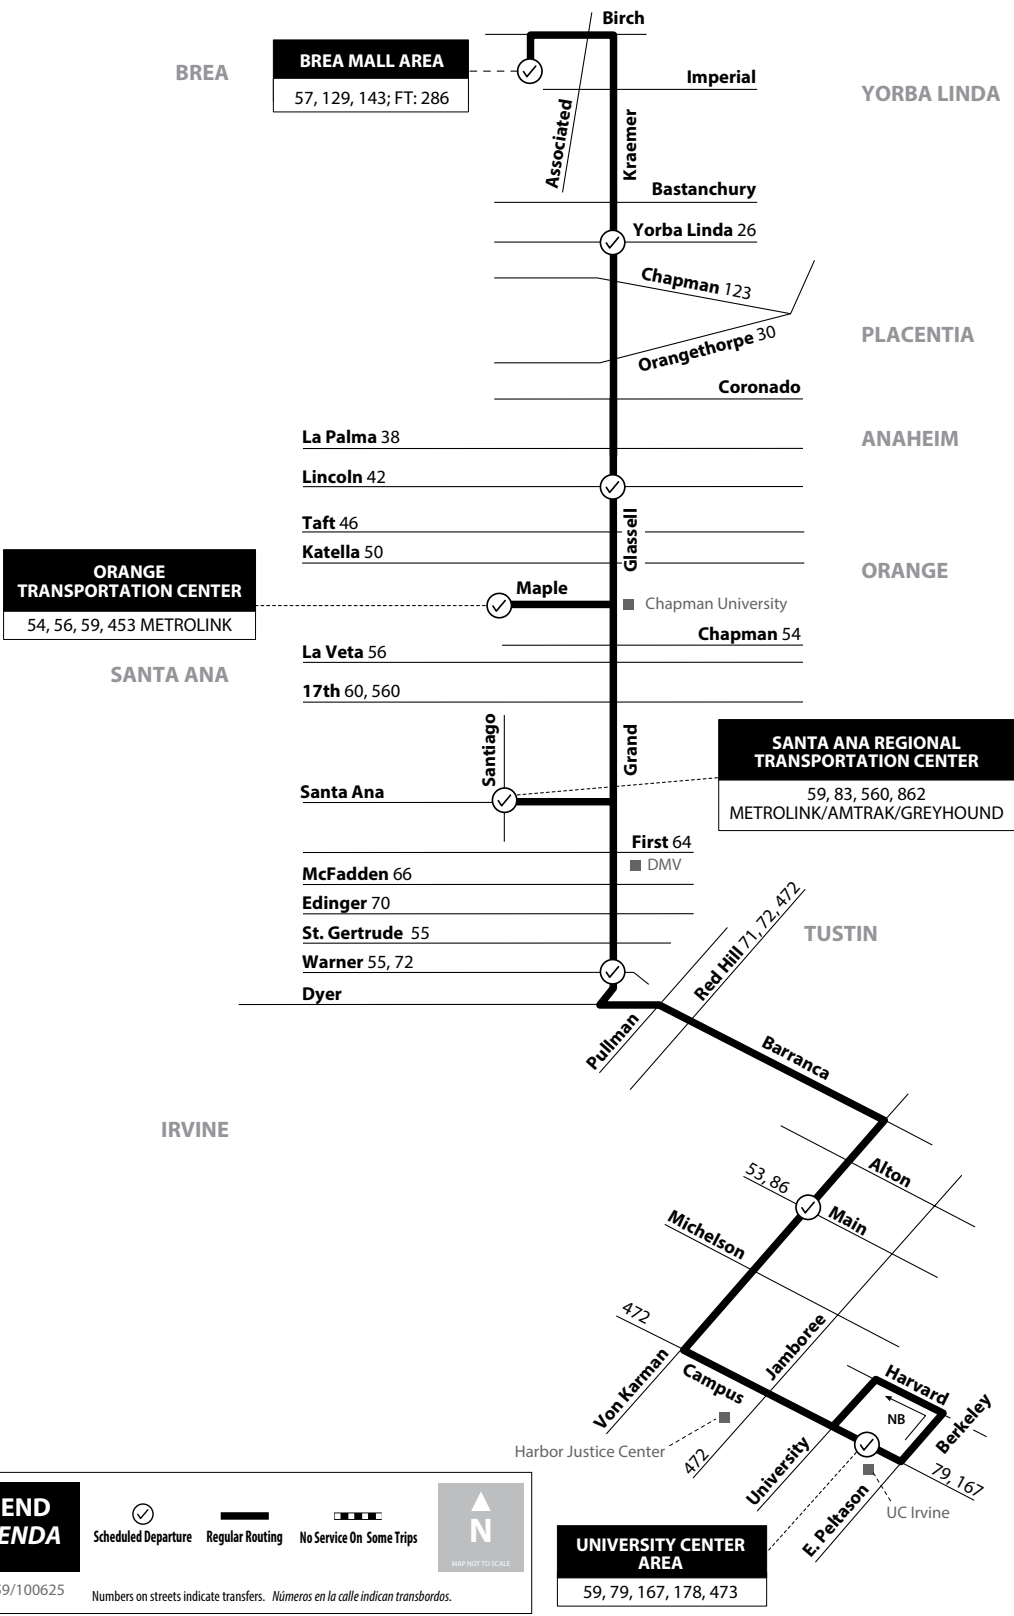 Birch
BREA
BREA MALL AREA
57, 129, 143; FT: 286
Imperial
YORBA LINDA
Associated
Kraemer
Bastanchury
Yorba Linda 26
Chapman 123
Orangethorpe 30
PLACENTIA
Coronado
La Palma 38
ANAHEIM
Lincoln 42
Taft 46
Glassell
Katella 50
ORANGE
TRANSPORTATION CENTER
54, 56, 59, 453 METROLINK
ORANGE
Maple
Chapman University
Chapman 54
La Veta 56
SANTA ANA
17th 60, 560
Santiago
Grand
SANTA ANA REGIONAL
TRANSPORTATION CENTER
59, 83, 560, 862
METROLINK/AMTRAK/GREYHOUND
Santa Ana
First 64
DMV
McFadden 66
Edinger 70
St. Gertrude 55
Warner 55, 72
Dyer
Red Hill 71, 72, 472
TUSTIN
Pullman
Barranca
IRVINE
Alton
53, 86
Main
Michelson
472
Von Karman
Campus
Jamboree
Harvard
NB
Berkeley
Harbor Justice Center
472
University
79, 167
E. Peltason
UC Irvine
UNIVERSITY CENTER
AREA
59, 79, 167, 178, 473
END
ENDA
Scheduled Departure
Regular Routing
No Service On Some Trips
N
MAP NOT TO SCALE
59/100625
Numbers on streets indicate transfers. Números en la calle indican transbordos.